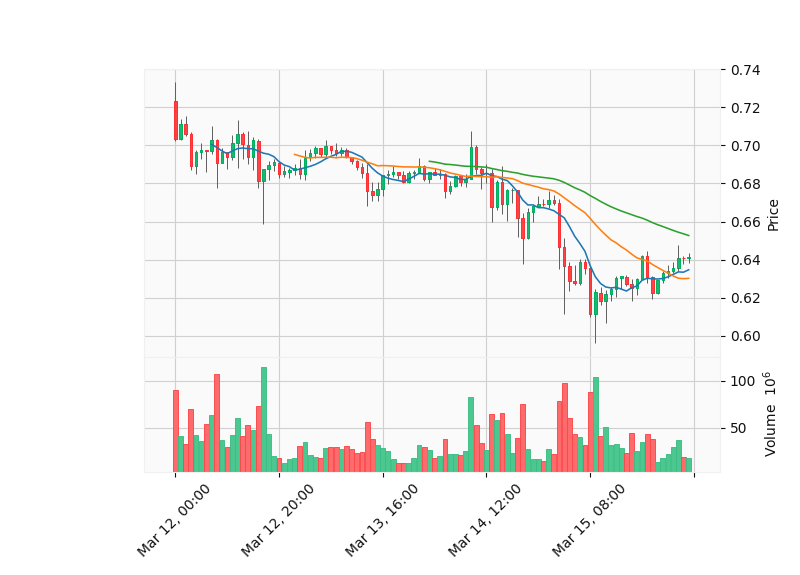 0.74
0.72
0.70
0.68
0.66
0.64
0.62
0.60
Price
100
50
Volume 10^6
Mar 12, 00:00
Mar 12, 20:00
Mar 13, 16:00
Mar 14, 12:00
Mar 15, 08:00